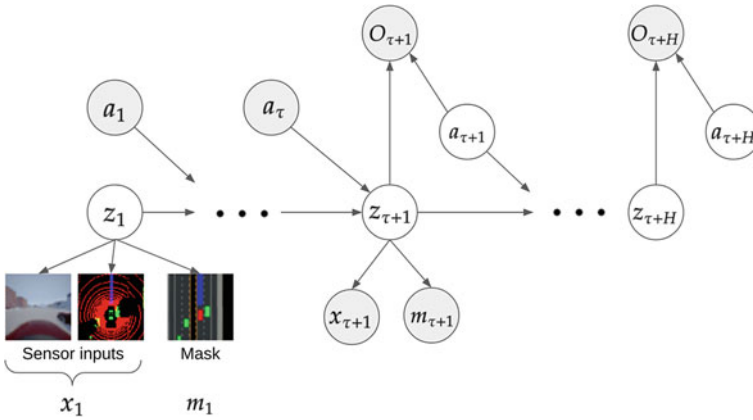 O_{τ+1} O_{τ+H}
a_1 a_τ a_{τ+1} a_{τ+H}
z_1 • • • z_{τ+1} • • • z_{τ+H}
x_{τ+1} m_{τ+1}
Sensor inputs Mask
x_1 m_1